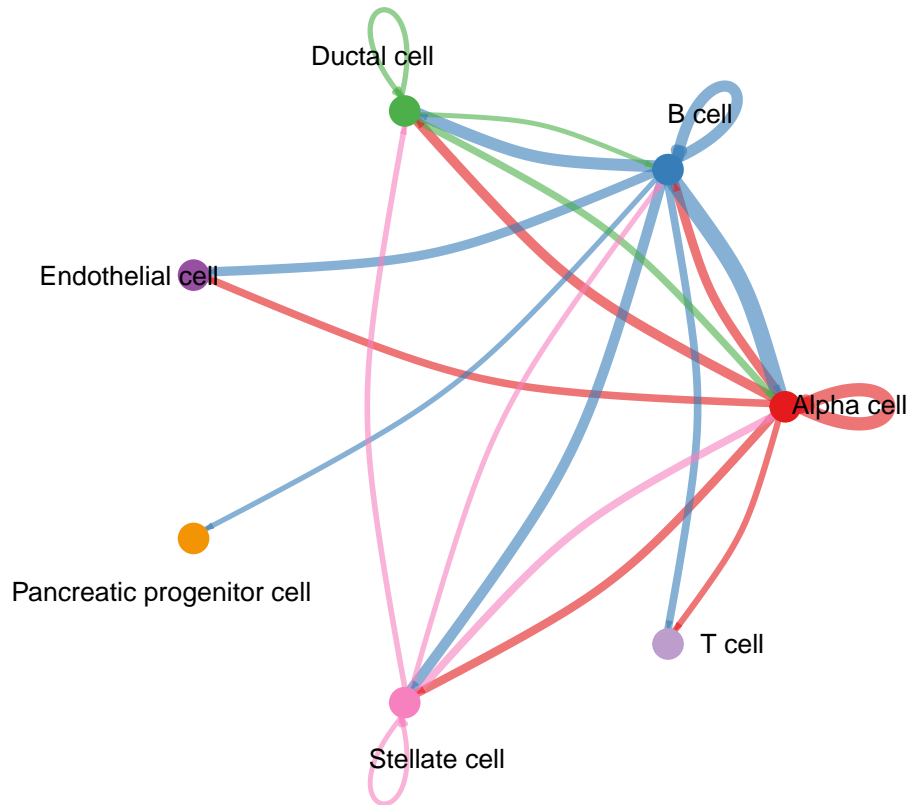 Ductal cell
B cell
Endothelial cell
Alpha cell
Pancreatic progenitor cell
T cell
Stellate cell